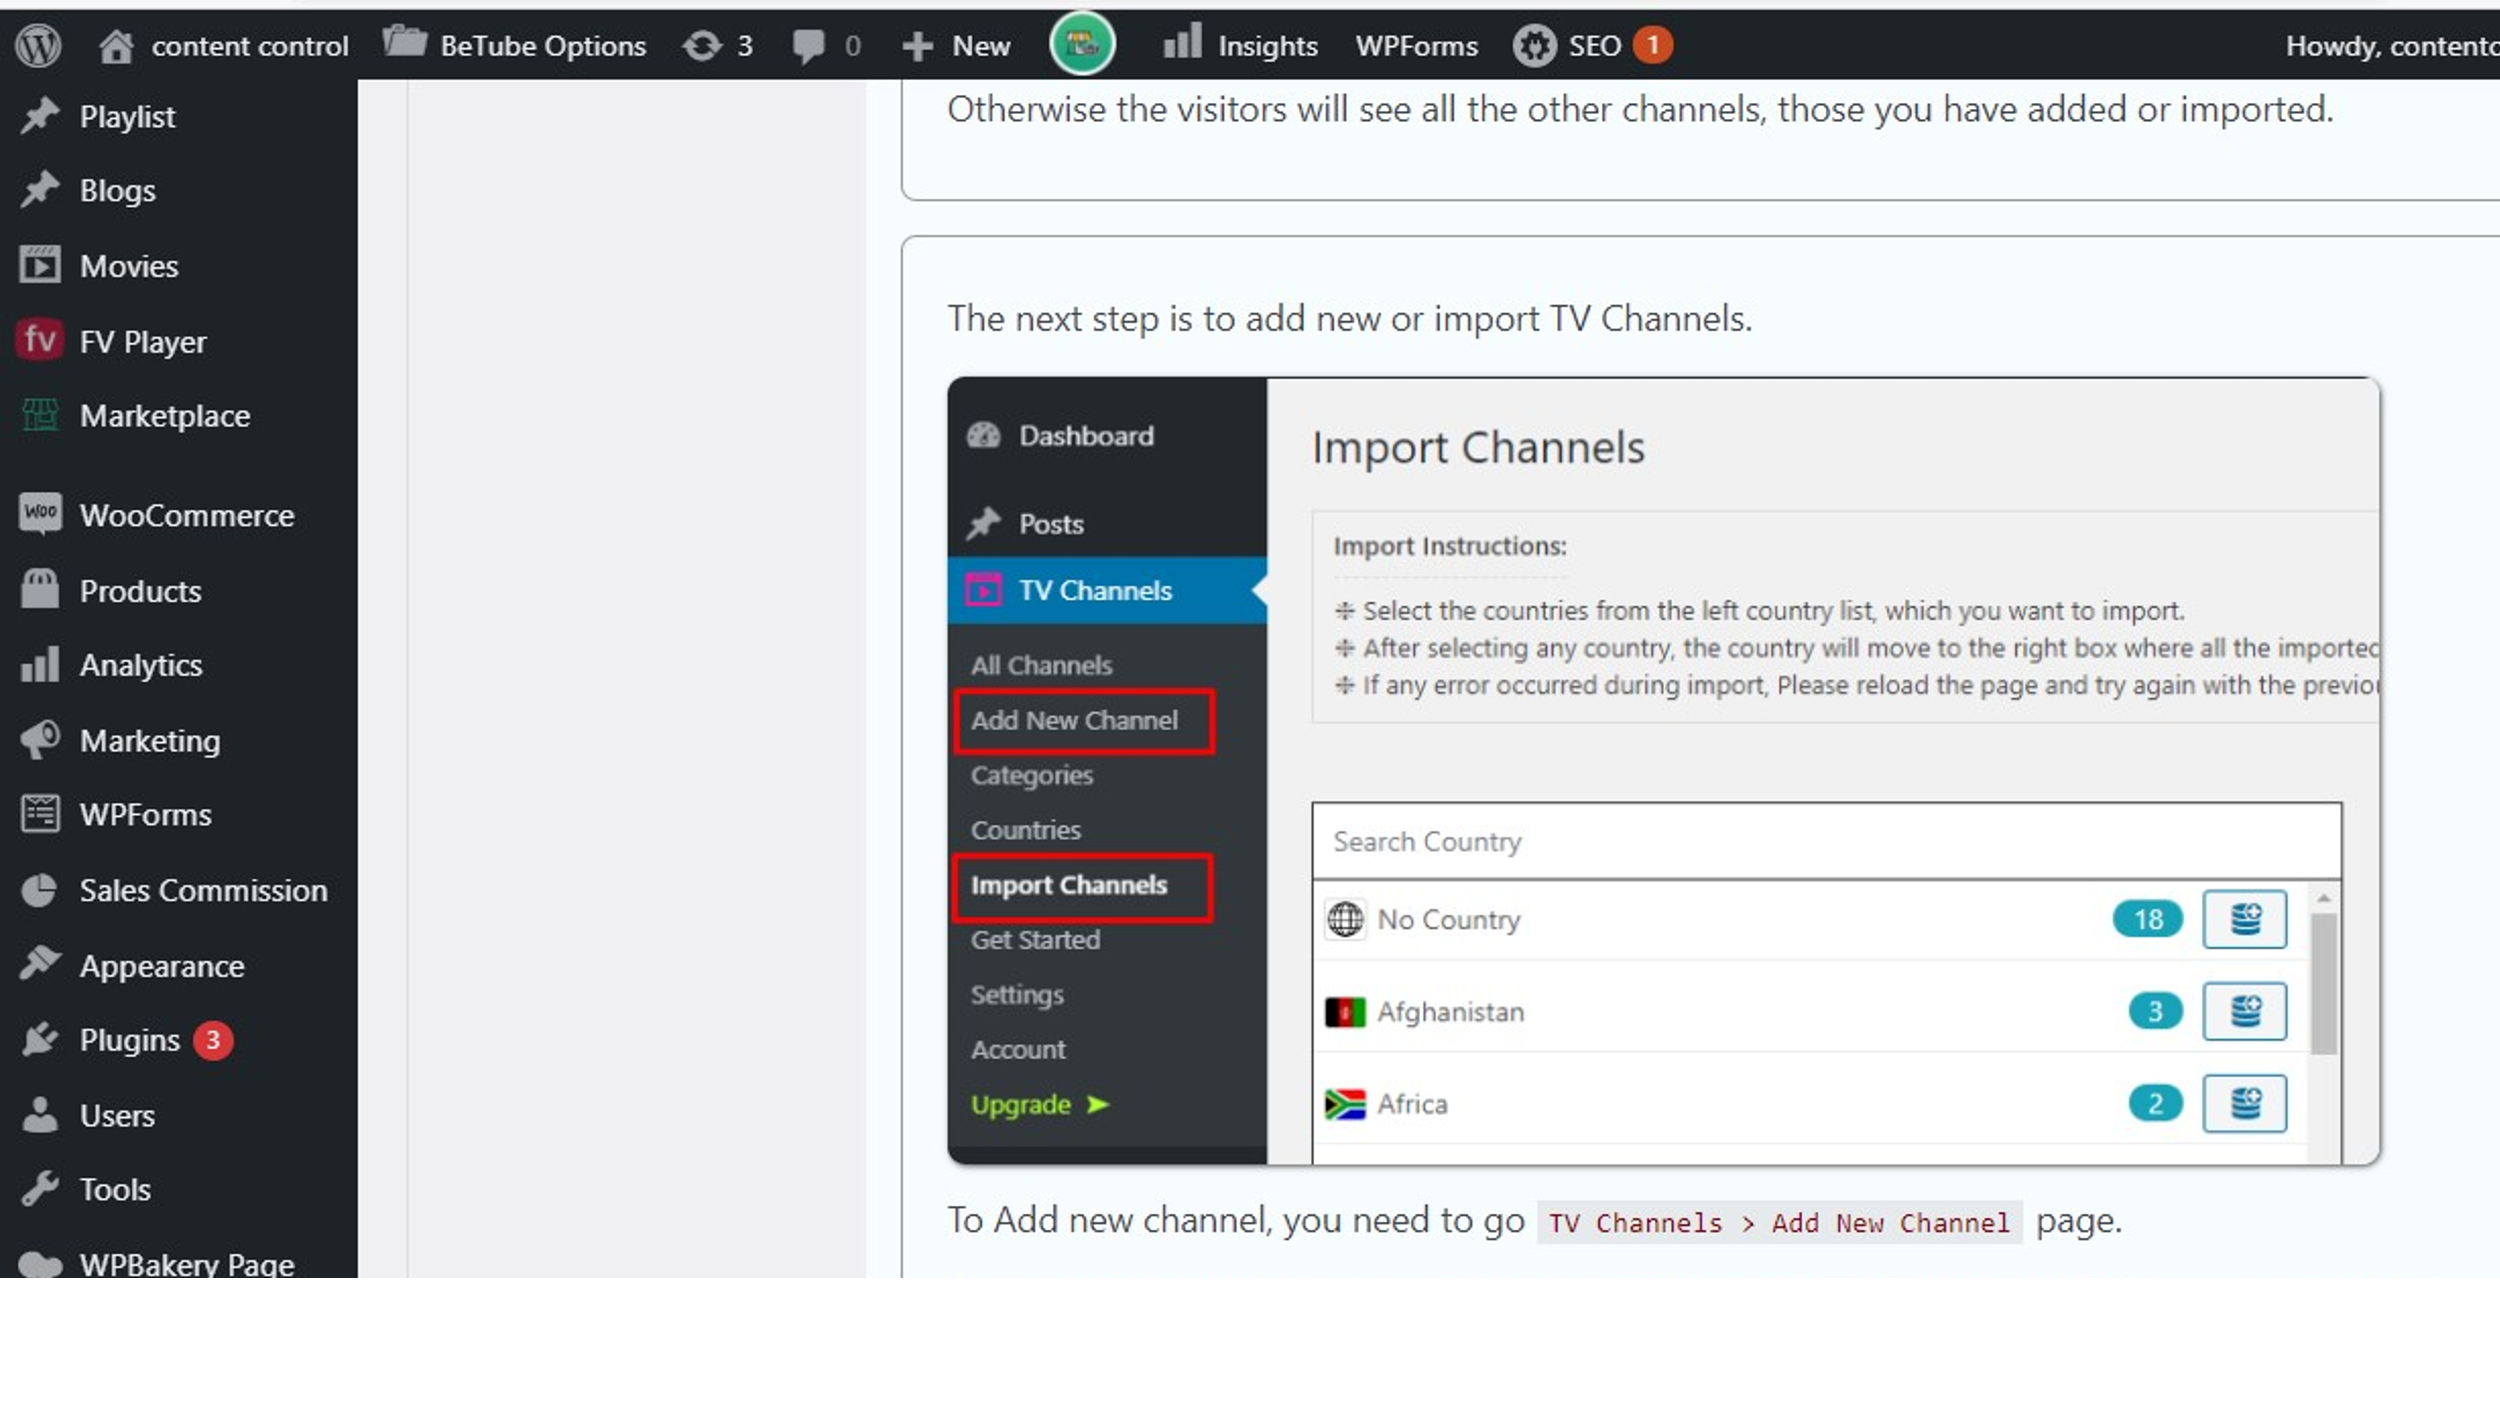 content control
BeTube Options
3
0
New
Insights
WPForms
SEO
1
Howdy, contentc
Playlist
Blogs
Movies
fv
FV Player
Marketplace
Woo
WooCommerce
Products
Analytics
Marketing
WPForms
Sales Commission
Appearance
Plugins 3
Users
Tools
WPBakery Page
Otherwise the visitors will see all the other channels, those you have added or imported.
The next step is to add new or import TV Channels.
Dashboard
Posts
TV Channels
All Channels
Add New Channel
Categories
Countries
Import Channels
Get Started
Settings
Account
Upgrade ➤
Import Channels
Import Instructions:
❈ Select the countries from the left country list, which you want to import.
❈ After selecting any country, the country will move to the right box where all the imported
❈ If any error occurred during import, Please reload the page and try again with the previou
Search Country
No Country 18
Afghanistan 3
Africa 2
To Add new channel, you need to go TV Channels > Add New Channel page.